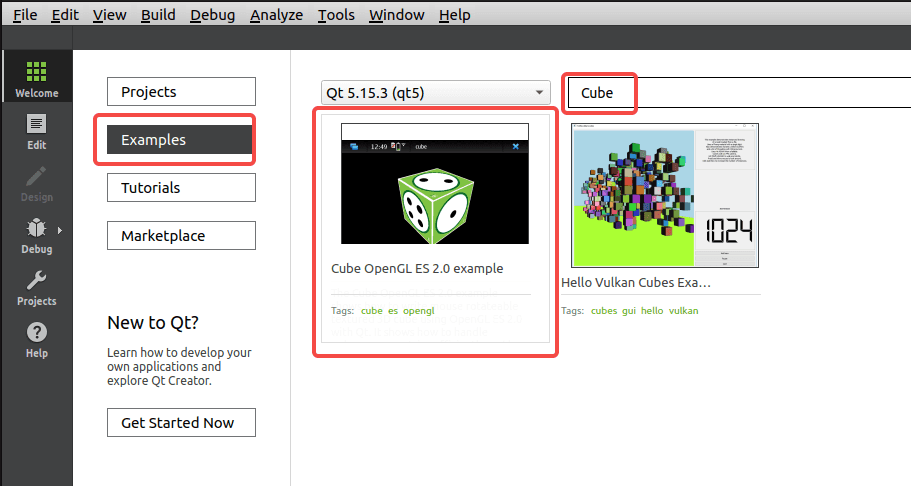 File Edit View Build Debug Analyze Tools Window Help
Welcome
Edit
Design
Debug
Projects
Help
Projects
Examples
Tutorials
Marketplace
New to Qt?
Learn how to develop your
own applications and
explore Qt Creator.
Get Started Now
Qt 5.15.3 (qt5)
Cube
12:49 cube
Cube OpenGL ES 2.0 example
Tags: cube es opengl
1024
Hello Vulkan Cubes Exa...
Tags: cubes gui hello vulkan